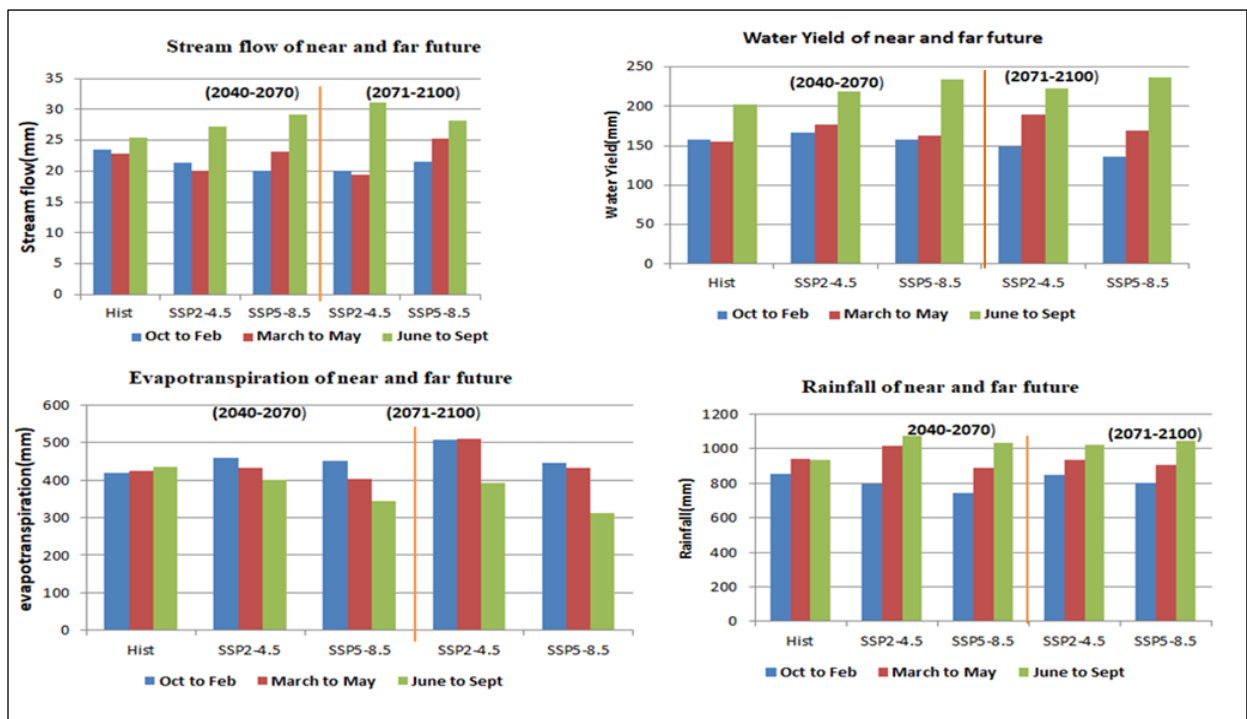 Stream flow of near and far future
(2040-2070) (2071-2100)
Stream flow(mm)
35
30
25
20
15
10
5
0
Hist SSP2-4.5 SSP5-8.5 SSP2-4.5 SSP5-8.5
Oct to Feb March to May June to Sept
Water Yield of near and far future
(2040-2070) (2071-2100)
Water Yield(mm)
250
200
150
100
50
0
Hist SSP2-4.5 SSP5-8.5 SSP2-4.5 SSP5-8.5
Oct to Feb March to May June to Sept
Evapotranspiration of near and far future
(2040-2070) (2071-2100)
evapotranspiration(mm)
600
500
400
300
200
100
0
Hist SSP2-4.5 SSP5-8.5 SSP2-4.5 SSP5-8.5
Oct to Feb March to May June to Sept
Rainfall of near and far future
2040-2070) (2071-2100)
Rainfall(mm)
1200
1000
800
600
400
200
0
Hist SSP2-4.5 SSP5-8.5 SSP2-4.5 SSP5-8.5
Oct to Feb March to May June to Sept